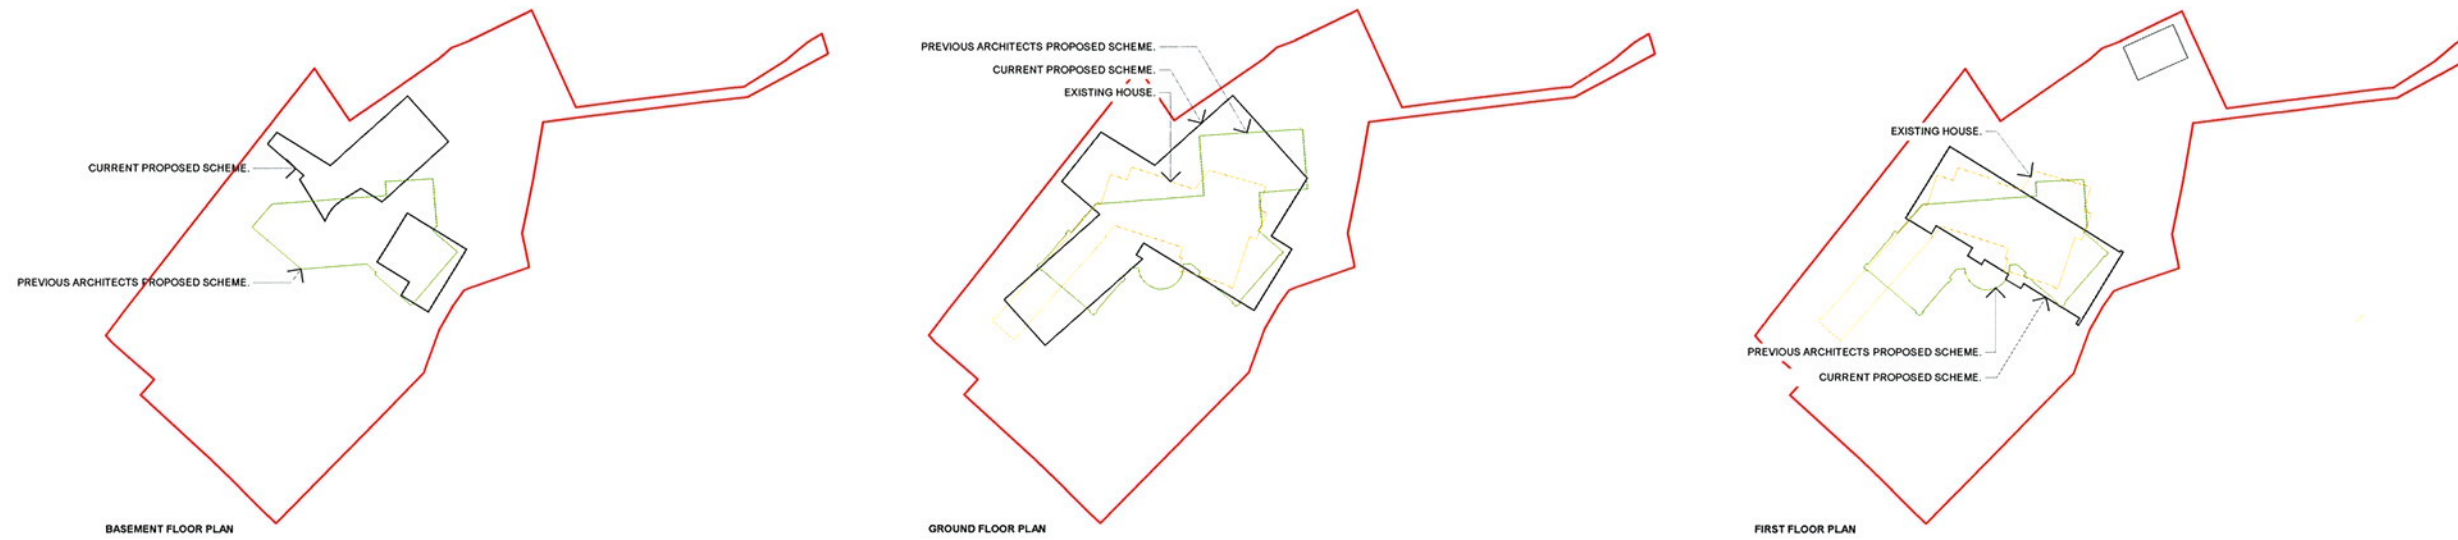 CURRENT PROPOSED SCHEME.
PREVIOUS ARCHITECTS PROPOSED SCHEME.
BASEMENT FLOOR PLAN
PREVIOUS ARCHITECTS PROPOSED SCHEME.
CURRENT PROPOSED SCHEME.
EXISTING HOUSE.
GROUND FLOOR PLAN
EXISTING HOUSE.
PREVIOUS ARCHITECTS PROPOSED SCHEME.
CURRENT PROPOSED SCHEME.
FIRST FLOOR PLAN